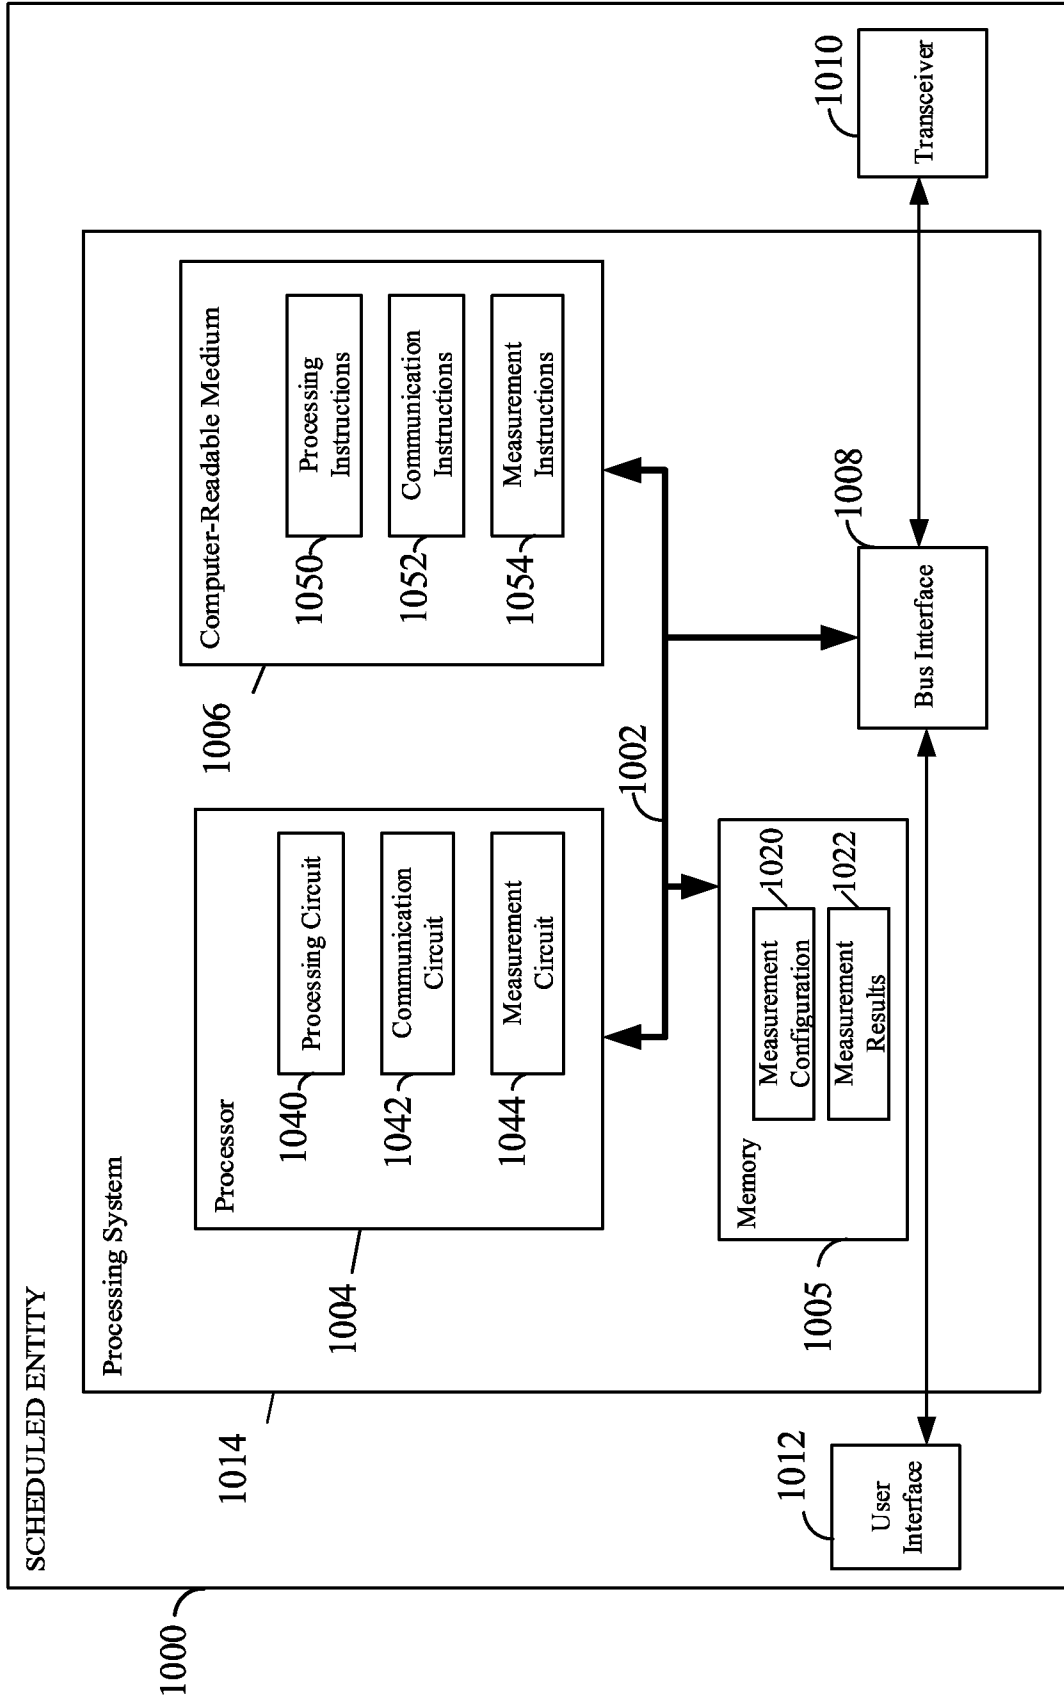 SCHEDULED ENTITY
1000
Processing System
1014
Processor
1004
Processing Circuit
1040
Communication
Circuit
1042
Measurement
Circuit
1044
Computer-Readable Medium
1006
Processing
Instructions
1050
Communication
Instructions
1052
Measurement
Instructions
1054
1002
Memory
1005
Measurement
Configuration
1020
Measurement
Results
1022
User
Interface
1012
Bus Interface
1008
Transceiver
1010